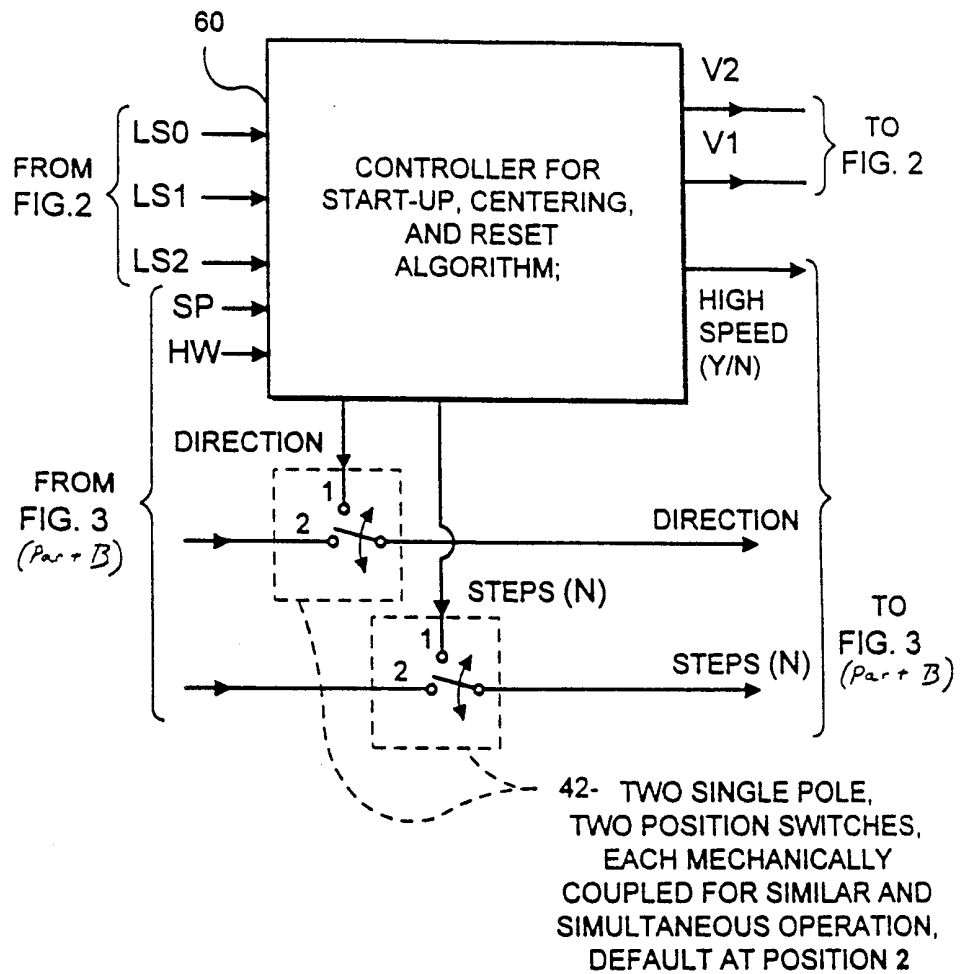 60
V2
LS0
V1
TO
FIG. 2
FROM
FIG.2
LS1
CONTROLLER FOR
START-UP, CENTERING,
AND RESET
ALGORITHM;
LS2
SP
HW
HIGH
SPEED
(Y/N)
DIRECTION
FROM
FIG. 3
(Part B)
1
2
DIRECTION
STEPS (N)
1
2
STEPS (N)
TO
FIG. 3
(Part B)
42- TWO SINGLE POLE,
TWO POSITION SWITCHES,
EACH MECHANICALLY
COUPLED FOR SIMILAR AND
SIMULTANEOUS OPERATION,
DEFAULT AT POSITION 2